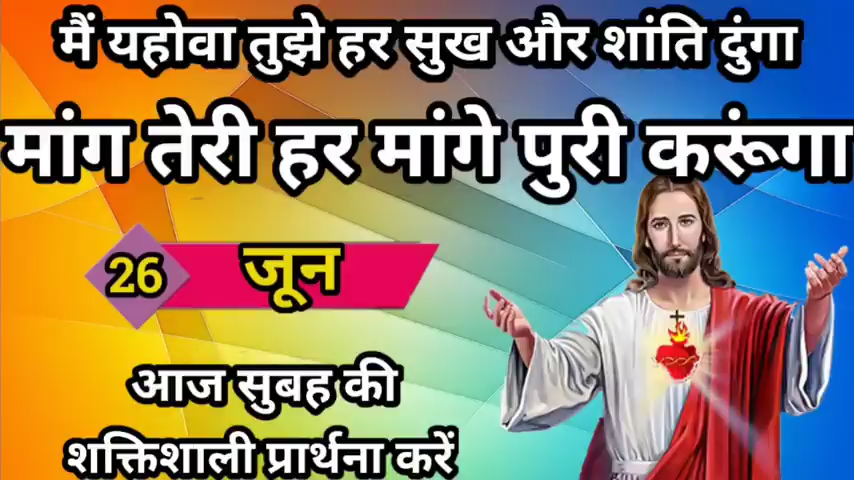 मैं यहोवा तुझे हर सुख और शांति दुंगा
मांग तेरी हर मांगे पुरी करूंगा
26 जून
आज सुबह की
शक्तिशाली प्रार्थना करें